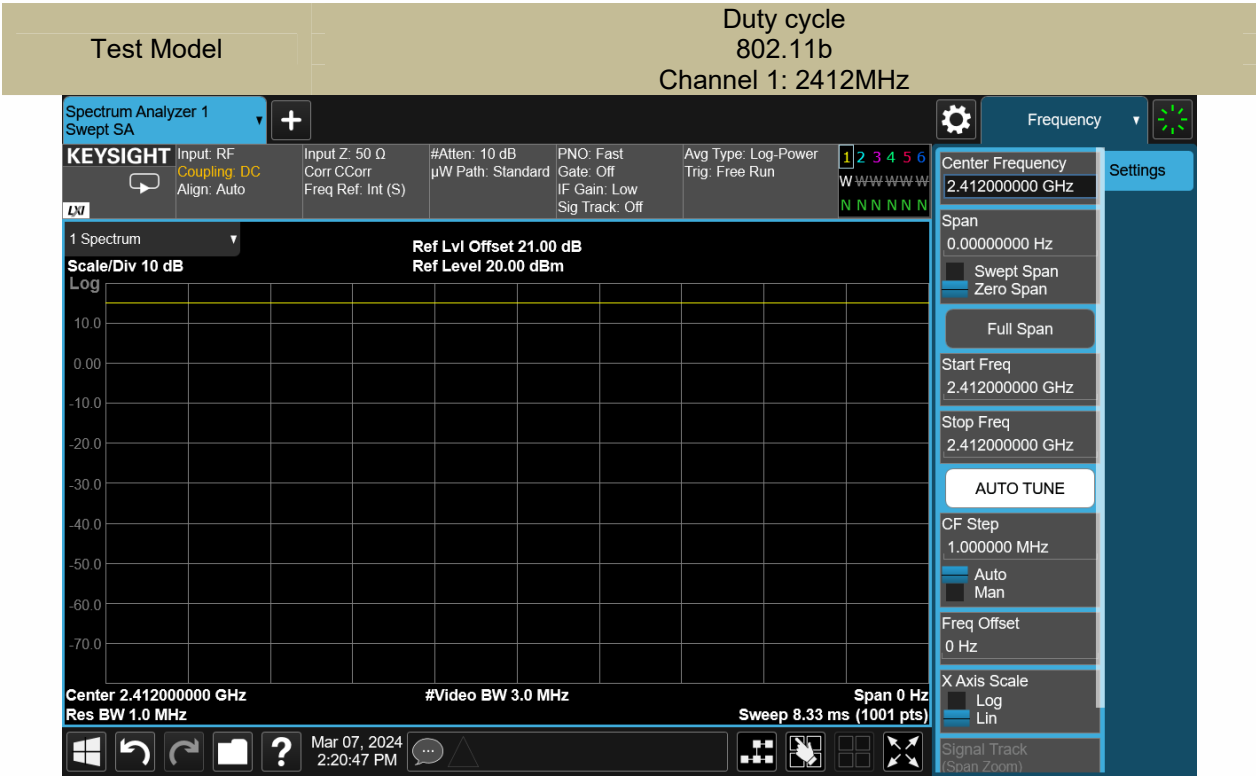 Test Model
Duty cycle
802.11b
Channel 1: 2412MHz
Spectrum Analyzer 1
Swept SA
Frequency
KEYSIGHT
LXI
Input: RF
Coupling: DC
Align: Auto
Input Z: 50 Ω
Corr CCorr
Freq Ref: Int (S)
#Atten: 10 dB
µW Path: Standard
PNO: Fast
Gate: Off
IF Gain: Low
Sig Track: Off
Avg Type: Log-Power
Trig: Free Run
1 2 3 4 5 6
W W W W W W
N N N N N N
1 Spectrum
Scale/Div 10 dB
Ref Lvl Offset 21.00 dB
Ref Level 20.00 dBm
Log
10.0
0.00
-10.0
-20.0
-30.0
-40.0
-50.0
-60.0
-70.0
Center 2.412000000 GHz
Res BW 1.0 MHz
#Video BW 3.0 MHz
Span 0 Hz
Sweep 8.33 ms (1001 pts)
Mar 07, 2024
2:20:47 PM
Center Frequency
2.412000000 GHz
Settings
Span
0.00000000 Hz
Swept Span
Zero Span
Full Span
Start Freq
2.412000000 GHz
Stop Freq
2.412000000 GHz
AUTO TUNE
CF Step
1.000000 MHz
Auto
Man
Freq Offset
0 Hz
X Axis Scale
Log
Lin
Signal Track
(Span Zoom)